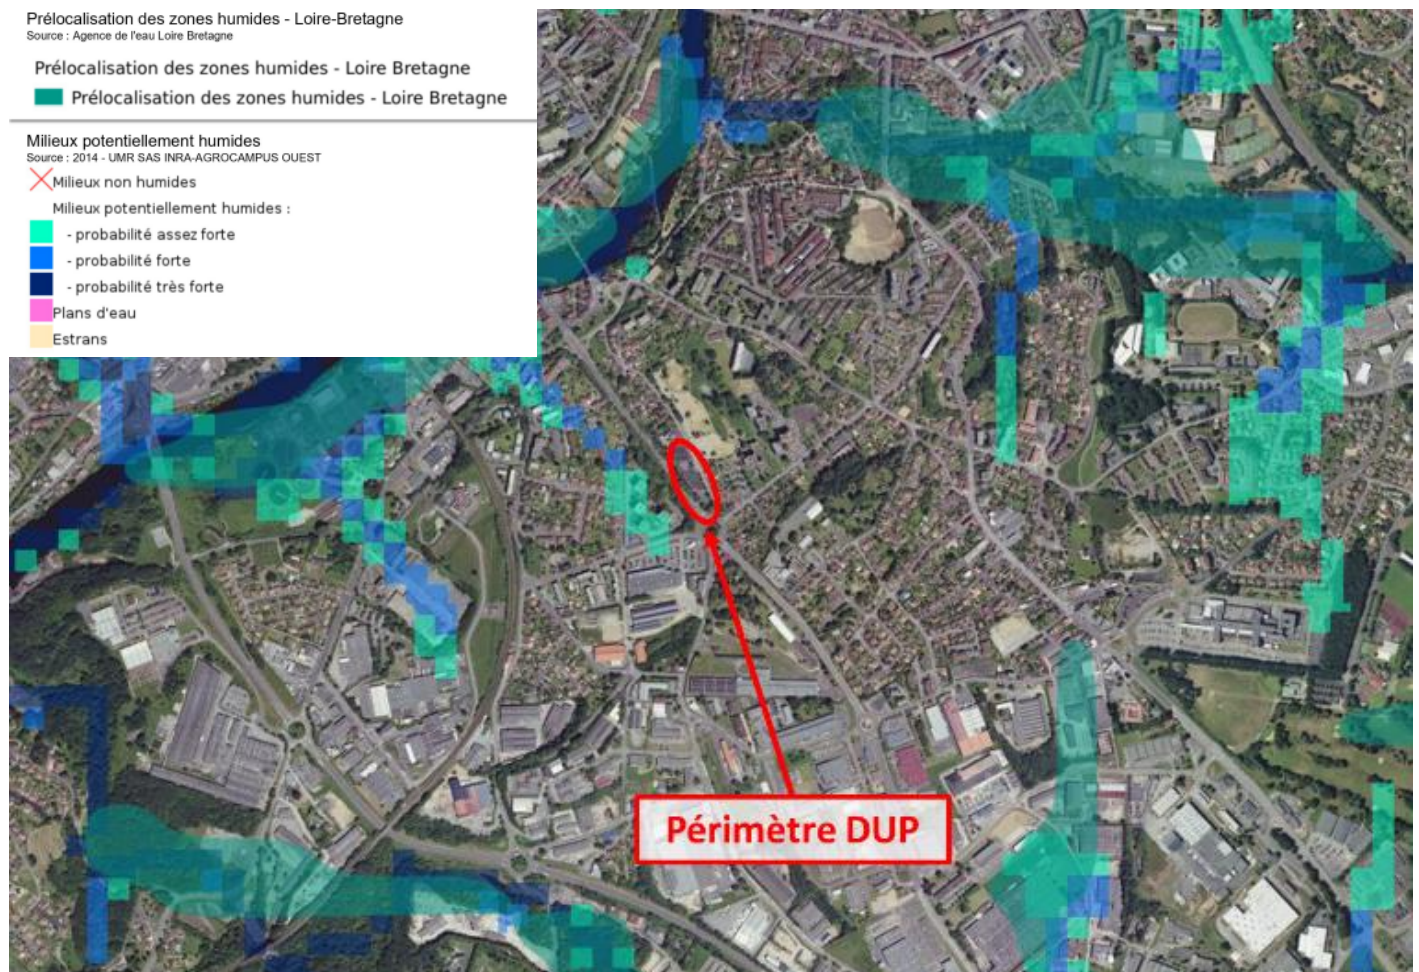 Prélocalisation des zones humides - Loire-Bretagne
Source : Agence de l'eau Loire Bretagne
Prélocalisation des zones humides - Loire Bretagne
Prélocalisation des zones humides - Loire Bretagne
Milieux potentiellement humides
Source : 2014 - UMR SAS INRA-AGROCAMPUS OUEST
Milieux non humides
Milieux potentiellement humides :
- probabilité assez forte
- probabilité forte
- probabilité très forte
Plans d'eau
Estrans
Périmètre DUP